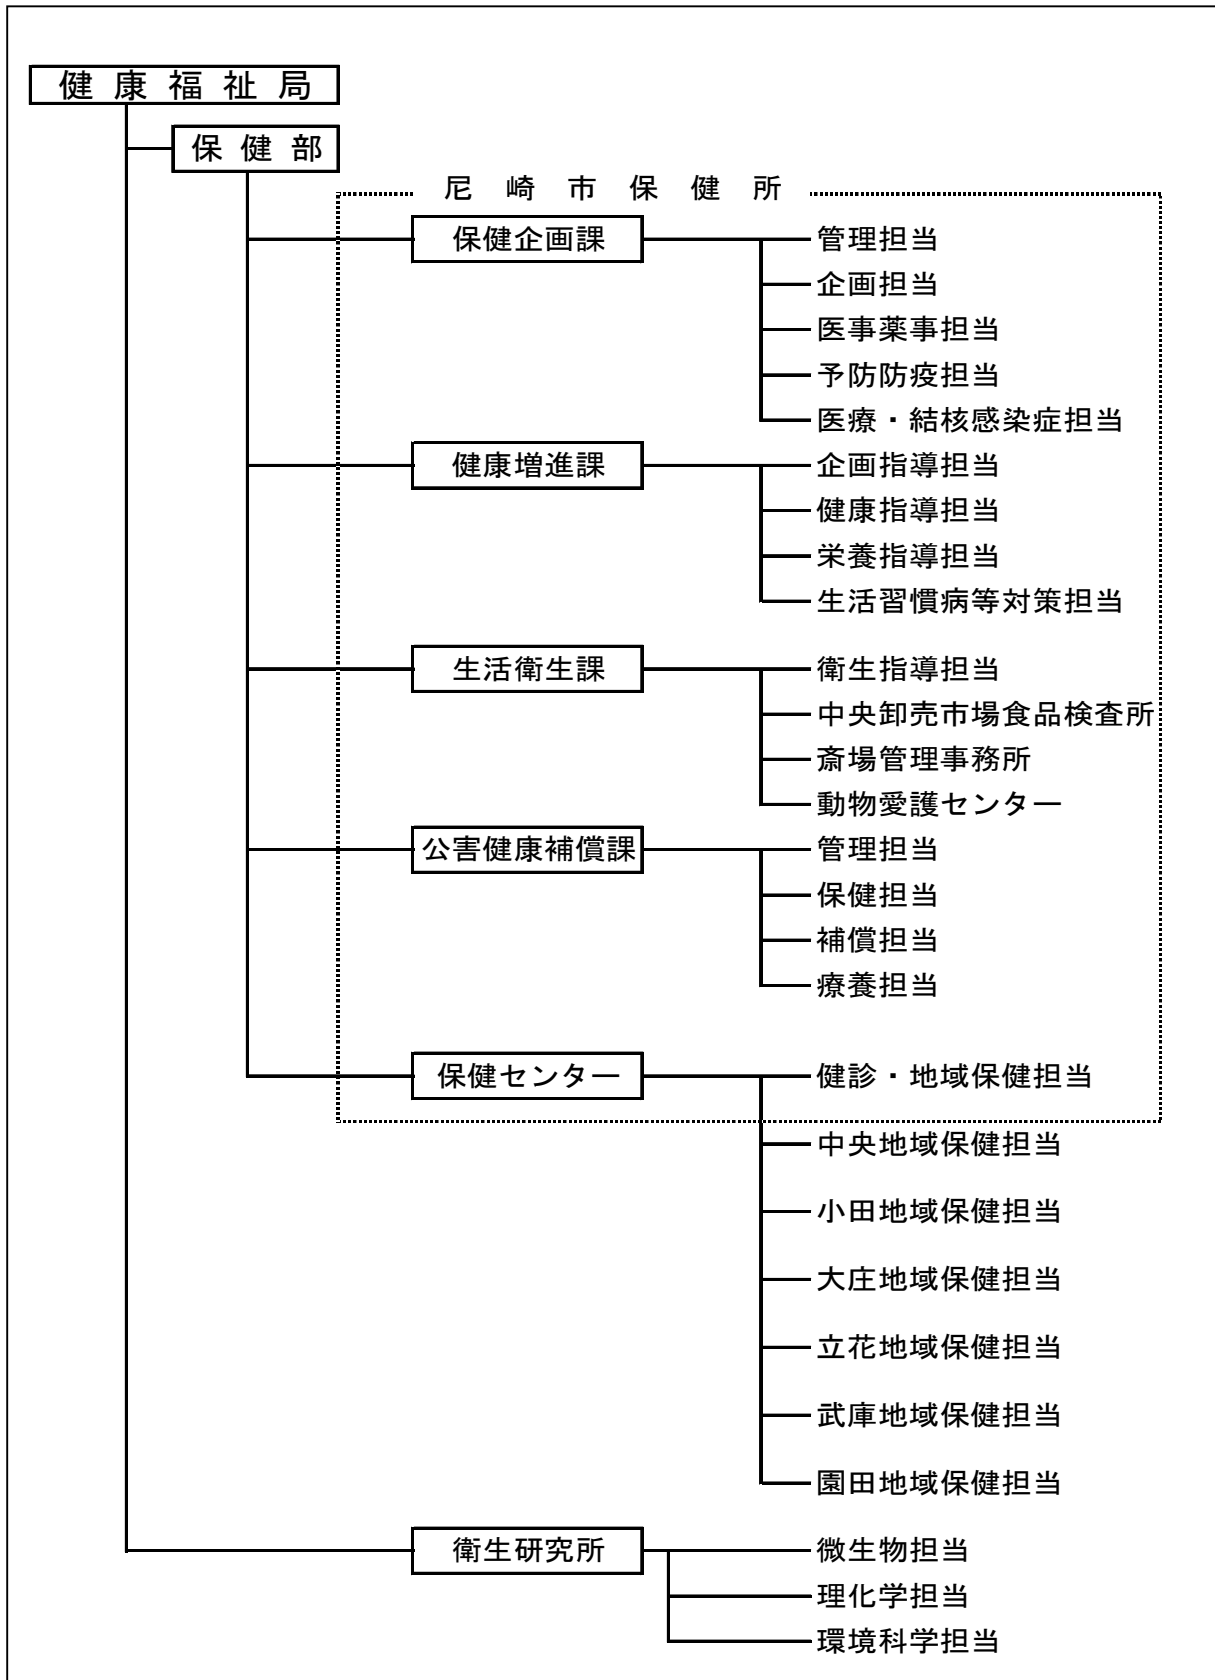 健康福祉局
保健部
尼崎市保健所
保健企画課
管理担当
企画担当
医事薬事担当
予防防疫担当
医療・結核感染症担当
健康増進課
企画指導担当
健康指導担当
栄養指導担当
生活習慣病等対策担当
生活衛生課
衛生指導担当
中央卸売市場食品検査所
斎場管理事務所
動物愛護センター
公害健康補償課
管理担当
保健担当
補償担当
療養担当
保健センター
健診・地域保健担当
中央地域保健担当
小田地域保健担当
大庄地域保健担当
立花地域保健担当
武庫地域保健担当
園田地域保健担当
衛生研究所
微生物担当
理化学担当
環境科学担当